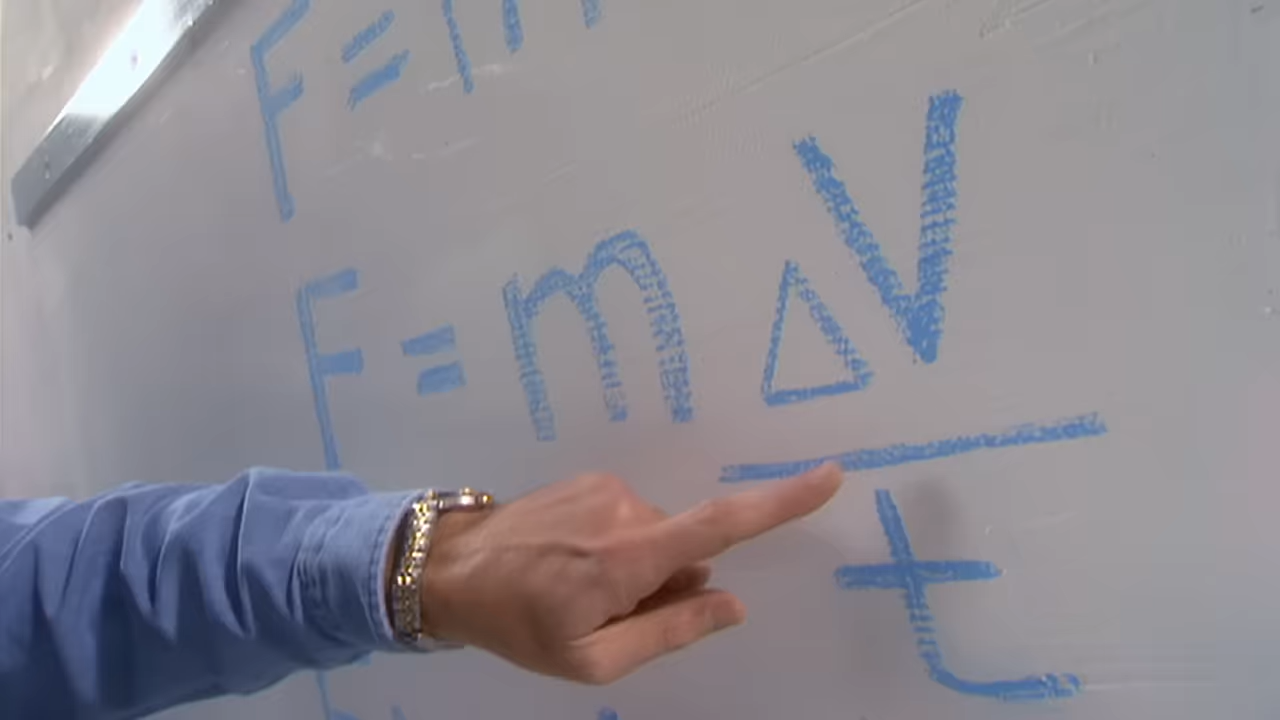 F =
F = m ΔV
t